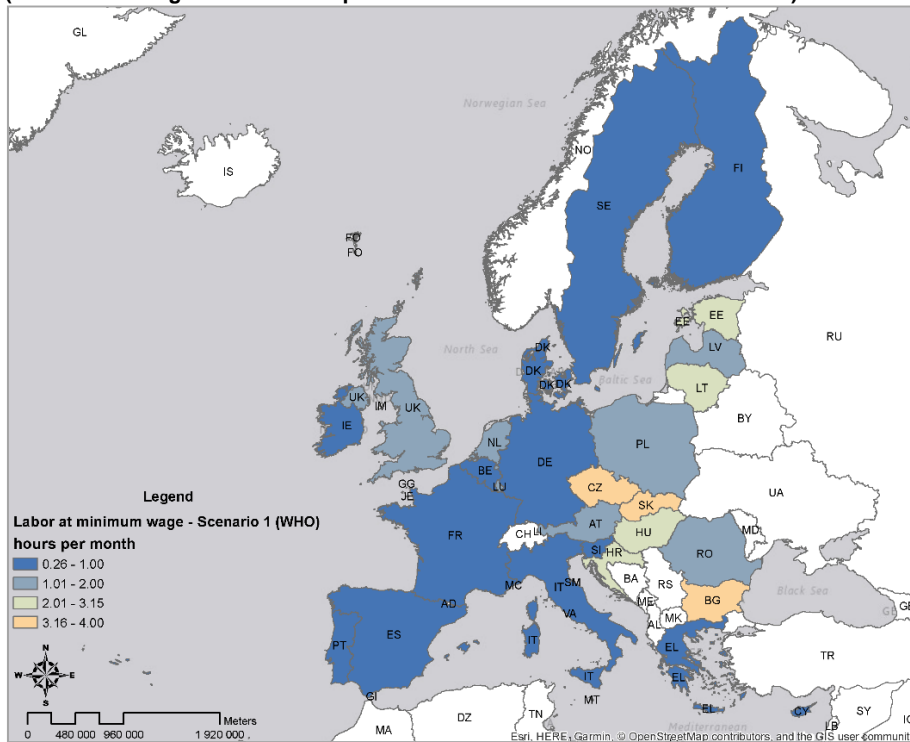 GL
IS
Norwegian Sea
NO
SE
FI
FO
FO
EE
EE
RU
LV
North Sea
DK
DK
DK
DK
Baltic Sea
LT
UK
IM
UK
BY
IE
NL
PL
DE
BE
GG
JE
LU
CZ
SK
UA
FR
CH
LI
AT
HU
MD
SI
HR
RO
MC
IT
SM
BA
RS
Black Sea
AD
VA
ME
BG
MK
AL
PT
ES
IT
EL
TR
IT
EL
GI
MT
EL
CY
SY
LB
MA
DZ
TN
Mediterranean
Legend
Labor at minimum wage - Scenario 1 (WHO)
hours per month
0.26 - 1.00
1.01 - 2.00
2.01 - 3.15
3.16 - 4.00
N
W
E
S
Meters
0 480 000 960 000 1 920 000
Esri, HERE, Garmin, © OpenStreetMap contributors, and the GIS user communit